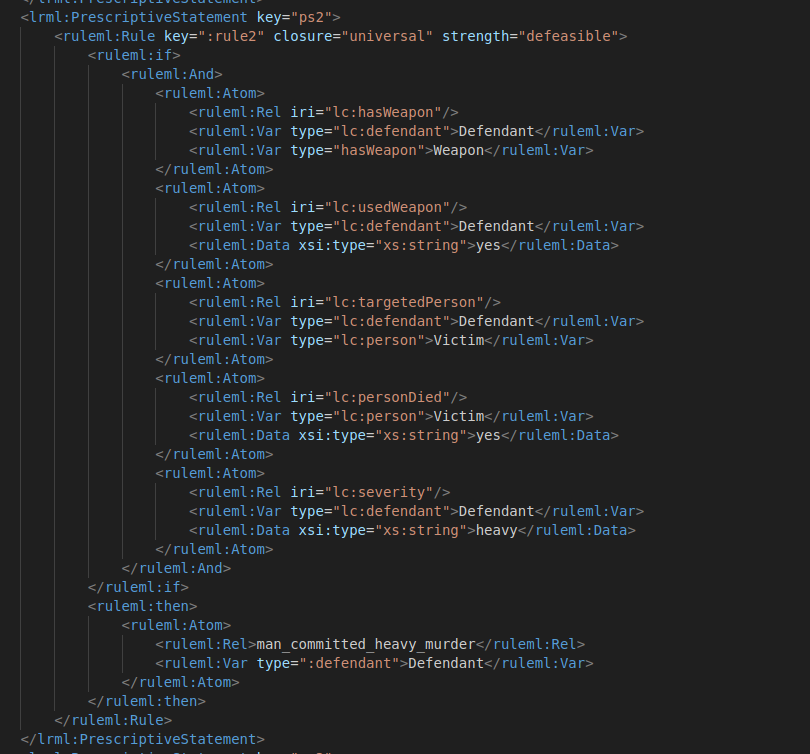 <lrml:PrescriptiveStatement key="ps2">
<ruleml:Rule key=":rule2" closure="universal" strength="defeasible">
<ruleml:if>
<ruleml:And>
<ruleml:Atom>
<ruleml:Rel iri="lc:hasWeapon"/>
<ruleml:Var type="lc:defendant">Defendant</ruleml:Var>
<ruleml:Var type="hasWeapon">Weapon</ruleml:Var>
</ruleml:Atom>
<ruleml:Atom>
<ruleml:Rel iri="lc:usedWeapon"/>
<ruleml:Var type="lc:defendant">Defendant</ruleml:Var>
<ruleml:Data xsi:type="xs:string">yes</ruleml:Data>
</ruleml:Atom>
<ruleml:Atom>
<ruleml:Rel iri="lc:targetedPerson"/>
<ruleml:Var type="lc:defendant">Defendant</ruleml:Var>
<ruleml:Var type="lc:person">Victim</ruleml:Var>
</ruleml:Atom>
<ruleml:Atom>
<ruleml:Rel iri="lc:personDied"/>
<ruleml:Var type="lc:person">Victim</ruleml:Var>
<ruleml:Data xsi:type="xs:string">yes</ruleml:Data>
</ruleml:Atom>
<ruleml:Atom>
<ruleml:Rel iri="lc:severity"/>
<ruleml:Var type="lc:defendant">Defendant</ruleml:Var>
<ruleml:Data xsi:type="xs:string">heavy</ruleml:Data>
</ruleml:Atom>
</ruleml:And>
</ruleml:if>
<ruleml:then>
<ruleml:Atom>
<ruleml:Rel>man_committed_heavy_murder</ruleml:Rel>
<ruleml:Var type=":defendant">Defendant</ruleml:Var>
</ruleml:Atom>
</ruleml:then>
</ruleml:Rule>
</lrml:PrescriptiveStatement>